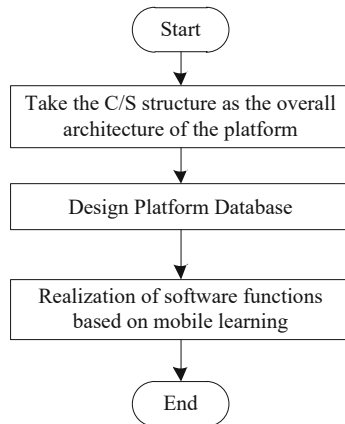 Start
Take the C/S structure as the overall
architecture of the platform
Design Platform Database
Realization of software functions
based on mobile learning
End